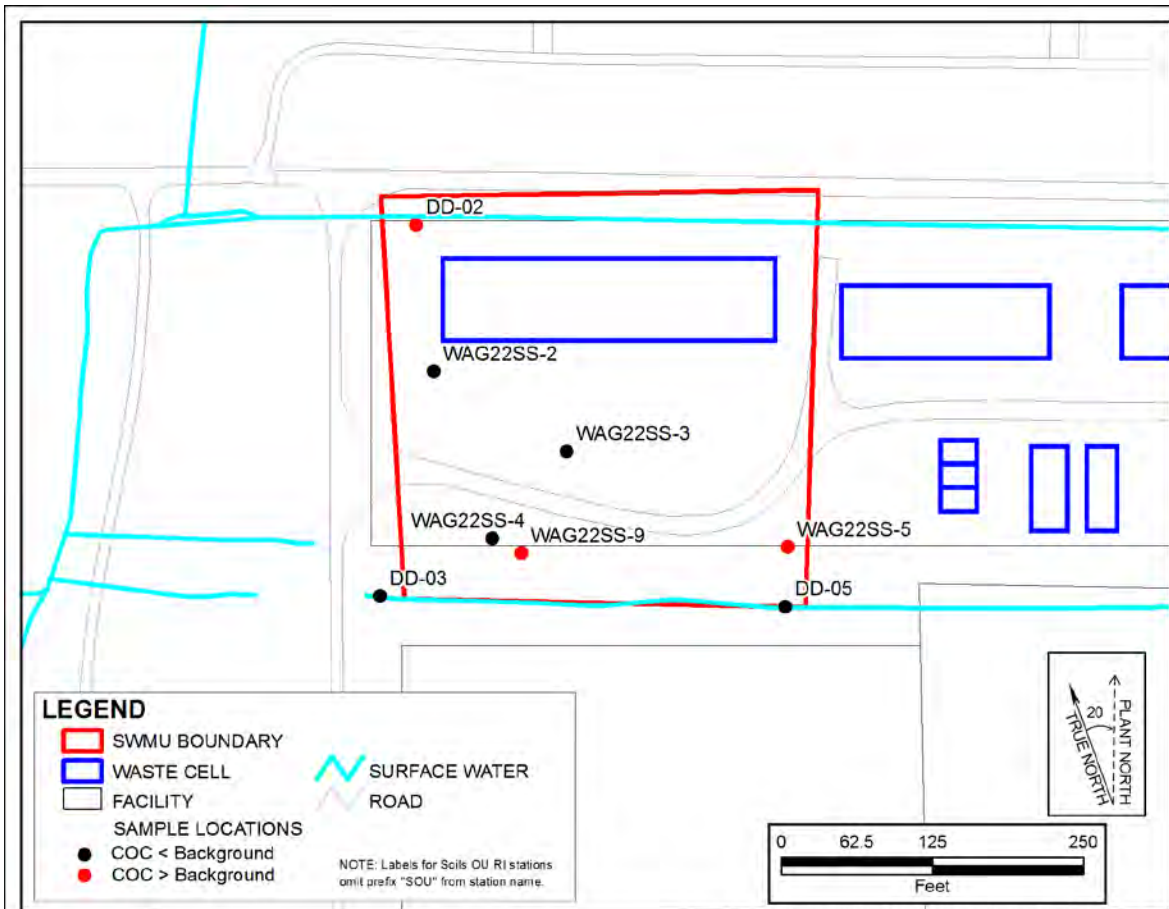 DD-02
WAG22SS-2
WAG22SS-3
WAG22SS-4
WAG22SS-9
WAG22SS-5
DD-03
DD-05
LEGEND
SWMU BOUNDARY
WASTE CELL
SURFACE WATER
FACILITY
ROAD
SAMPLE LOCATIONS
COC < Background
COC > Background
NOTE: Labels for Scils OU RI stations
omit prefix "SOU" from station name.
20
PLANT NORTH
TRUE NORTH
0 62.5 125 250
Feet